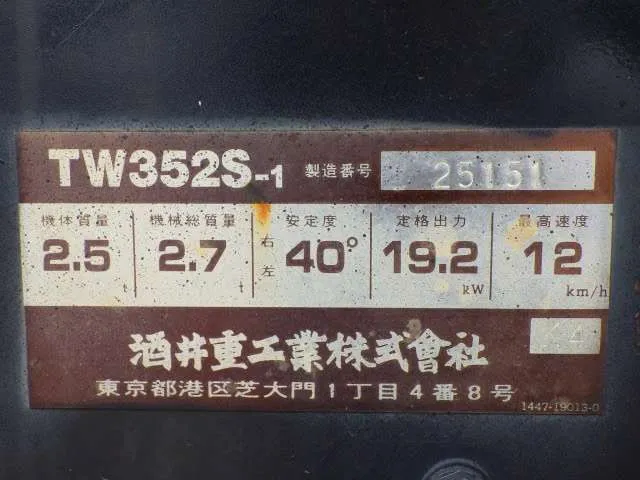 TW352S-1 製造番号 25151
機体質量 機械総質量 安定度 定格出力 最高速度
2.5 t 2.7 t 右左 40° 19.2 kW 12 km/h
酒井重工業株式會社 44
東京都港区芝大門1丁目4番8号
1447-19013-0